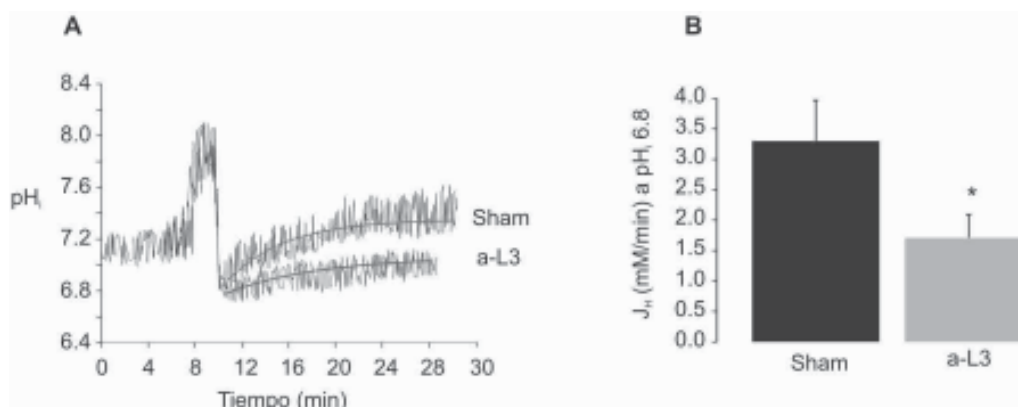 A
8.4
8.0
7.6
pHi
7.2
6.8
6.4
Sham
a-L3
0 4 8 12 16 20 24 28 30
Tiempo (min)
B
JH (mM/min) a pHi 6.8
4.0
3.5
3.0
2.5
2.0
1.5
1.0
0.5
0.0
*
Sham a-L3